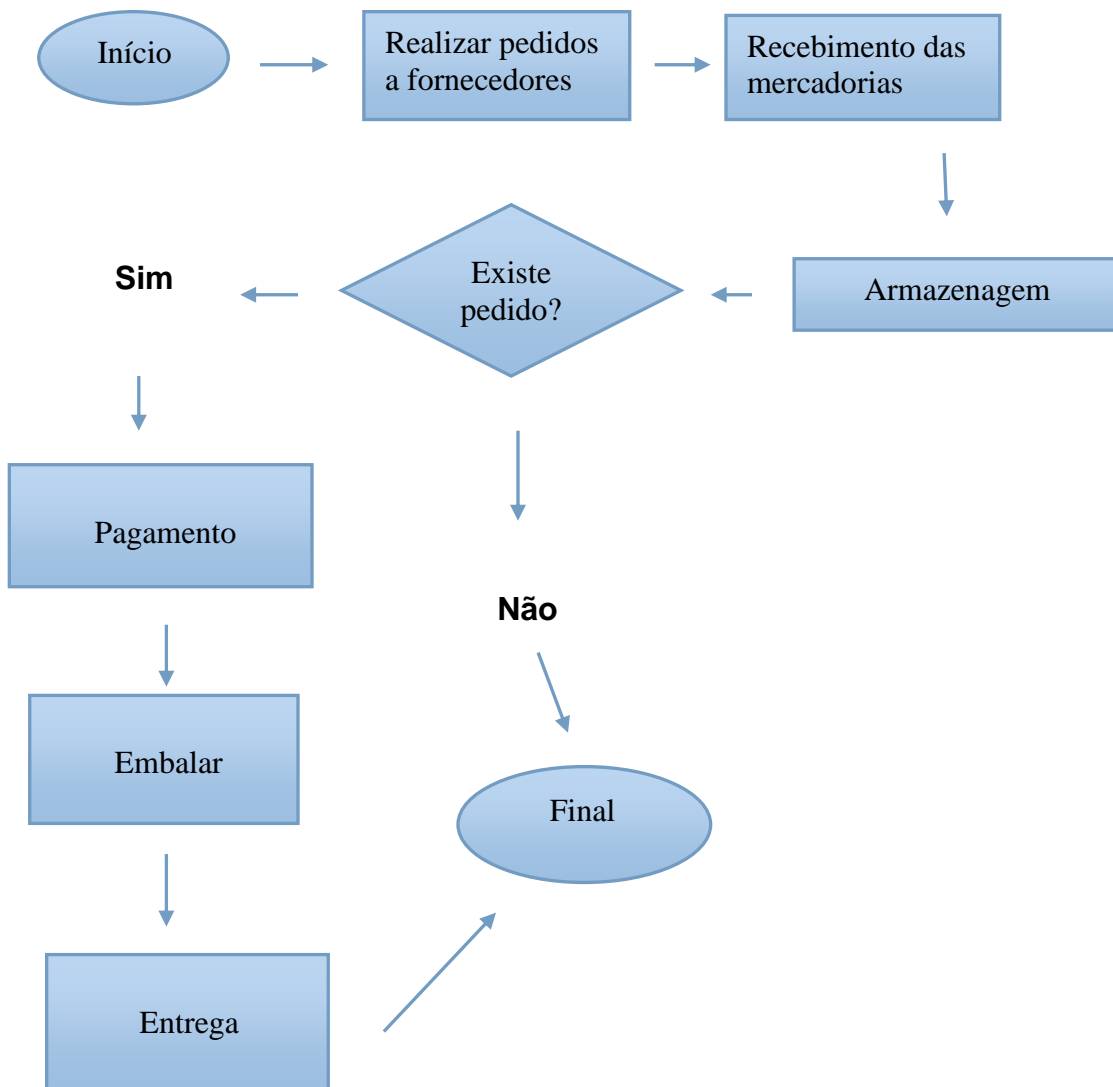 Início
Realizar pedidos
a fornecedores
Recebimento das
mercadorias
Armazenagem
Existe
pedido?
Sim
Pagamento
Não
Embalar
Final
Entrega